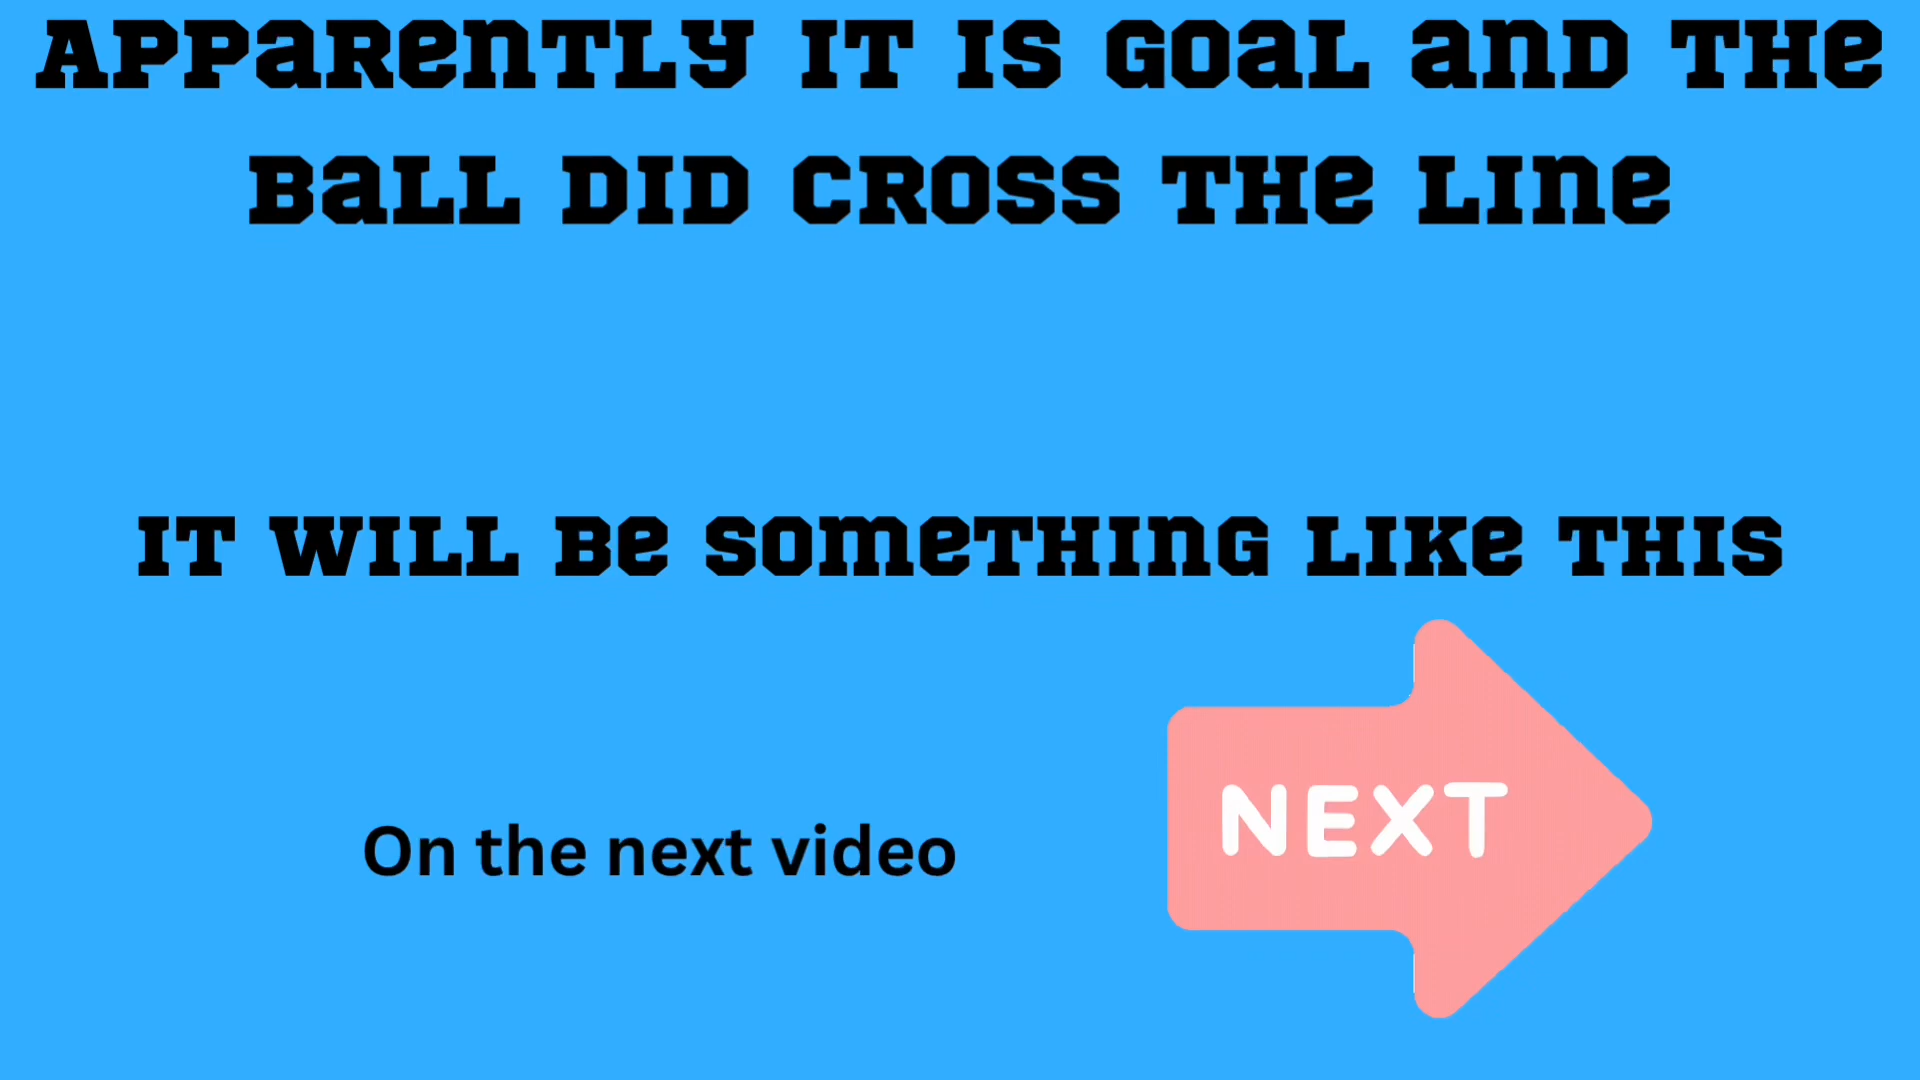 APPaReNTLY IT IS GOaL aND THe
BaLL DID CROSS THe LINe
IT WILL Be SOMeTHING LIKe THIS
NEXT
On the next video